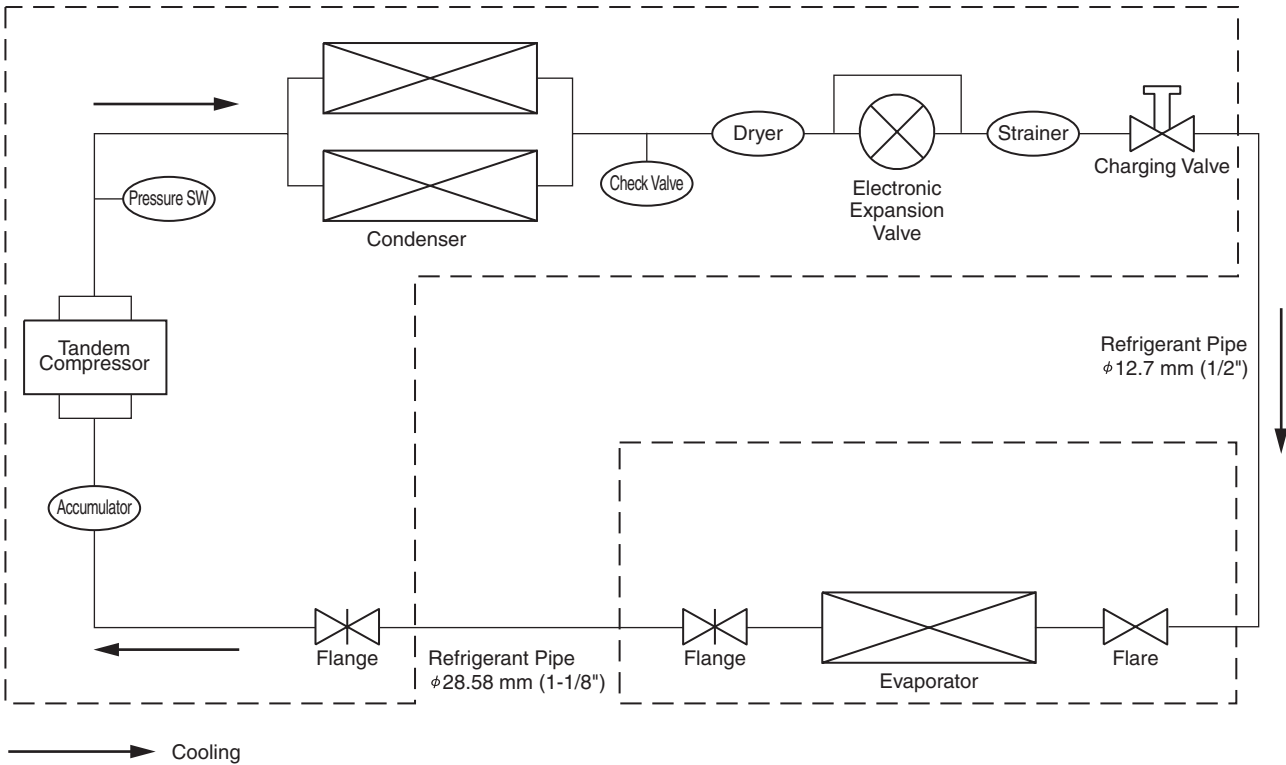 Dryer
Strainer
Charging Valve
Pressure SW
Check Valve
Electronic
Expansion
Valve
Condenser
Tandem
Compressor
Refrigerant Pipe
ϕ12.7 mm (1/2")
Accumulator
Flange
Refrigerant Pipe
ϕ28.58 mm (1-1/8")
Flange
Evaporator
Flare
Cooling